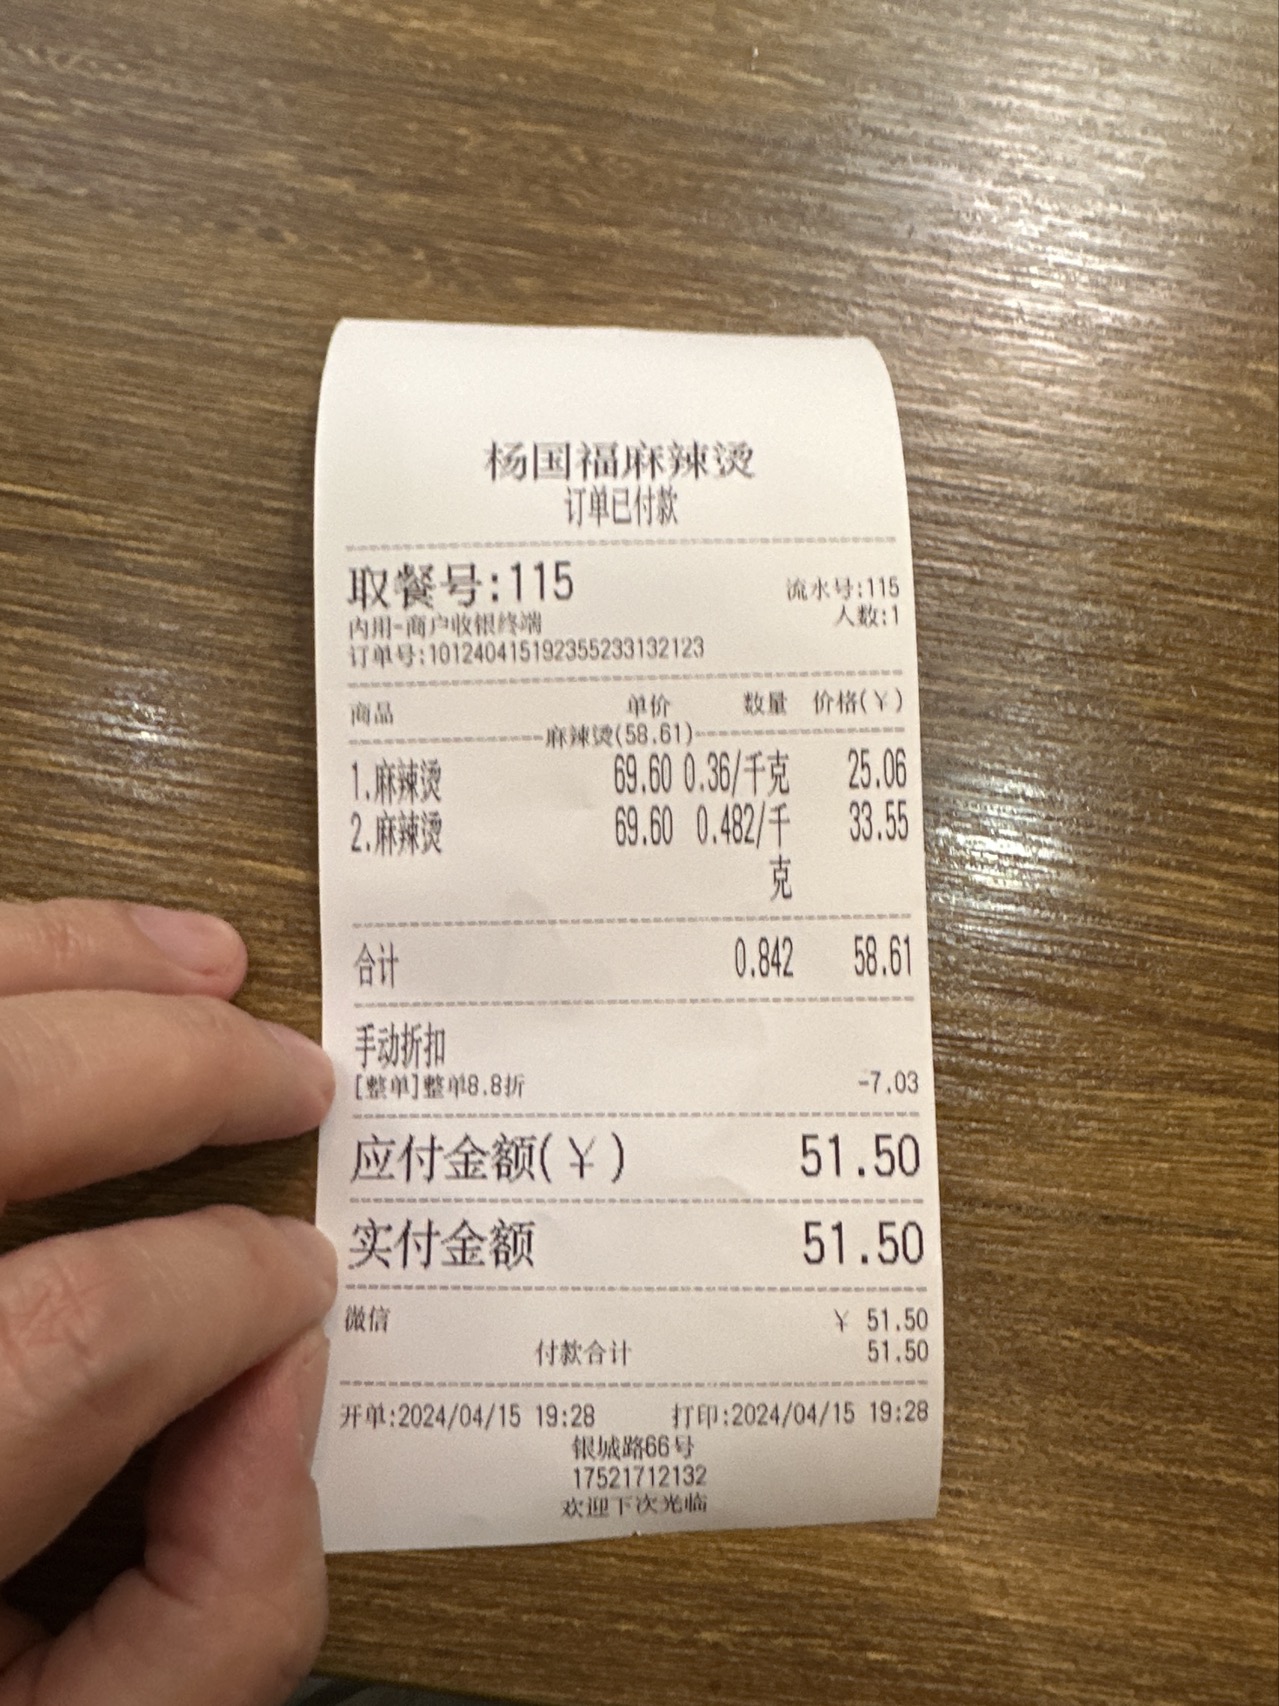 杨国福麻辣烫
订单已付款
取餐号:115 流水号:115
内用-商户收银终端 人数:1
订单号:101240415192355233132123
商品 单价 数量 价格(¥)
麻辣烫(58.61)
1.麻辣烫 69.60 0.36/千克 25.06
2.麻辣烫 69.60 0.482/千 33.55
克
合计 0.842 58.61
手动折扣
[整单]整单8.8折 -7.03
应付金额(¥) 51.50
实付金额 51.50
微信 ¥ 51.50
付款合计 51.50
开单:2024/04/15 19:28 打印:2024/04/15 19:28
银城路66号
17521712132
欢迎下次光临